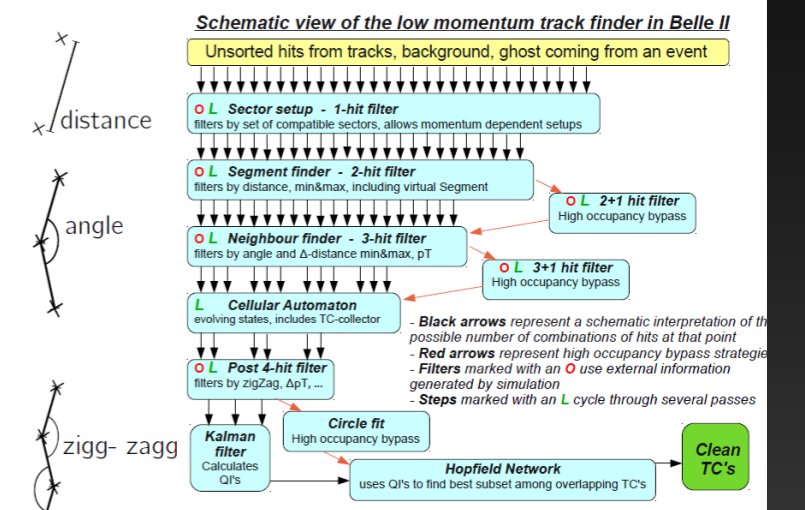 Schematic view of the low momentum track finder in Belle II
Unsorted hits from tracks, background, ghost coming from an event
distance
O L Sector setup - 1-hit filter
filters by set of compatible sectors, allows momentum dependent setups
O L Segment finder - 2-hit filter
filters by distance, min&max, including virtual Segment
O L 2+1 hit filter
High occupancy bypass
angle
O L Neighbour finder - 3-hit filter
filters by angle and Δ-distance min&max, pT
O L 3+1 hit filter
High occupancy bypass
L Cellular Automaton
evolving states, includes TC-collector
- Black arrows represent a schematic interpretation of th
possible number of combinations of hits at that point
- Red arrows represent high occupancy bypass strategie
- Filters marked with an O use external information
generated by simulation
- Steps marked with an L cycle through several passes
O L Post 4-hit filter
filters by zigZag, ΔpT, ...
zigg- zagg
Kalman
filter
Calculates
QI's
Circle fit
High occupancy bypass
Hopfield Network
uses QI's to find best subset among overlapping TC's
Clean
TC's